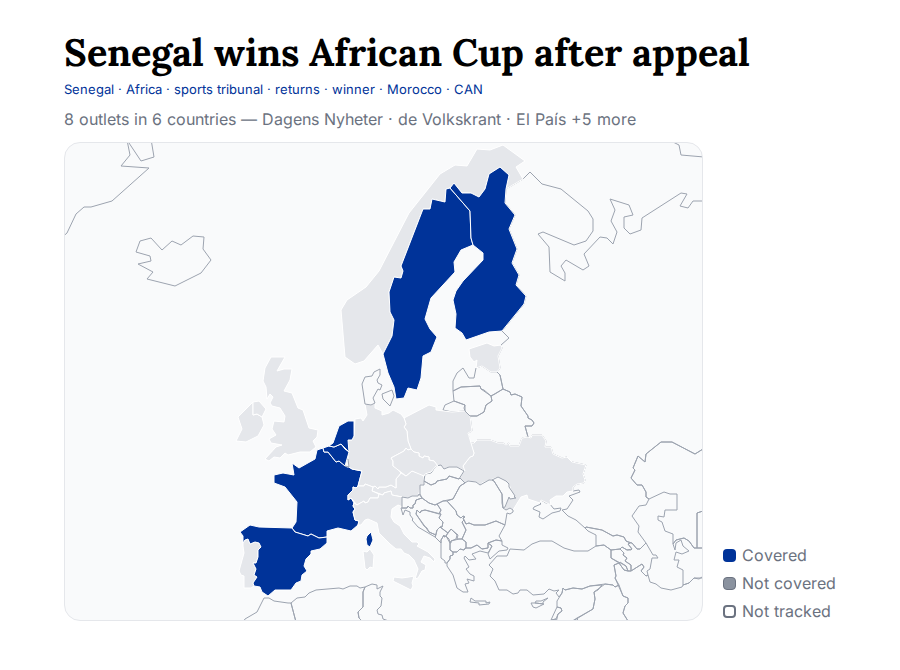 Senegal wins African Cup after appeal
Senegal · Africa · sports tribunal · returns · winner · Morocco · CAN
8 outlets in 6 countries — Dagens Nyheter · de Volkskrant · El País +5 more
Covered
Not covered
Not tracked